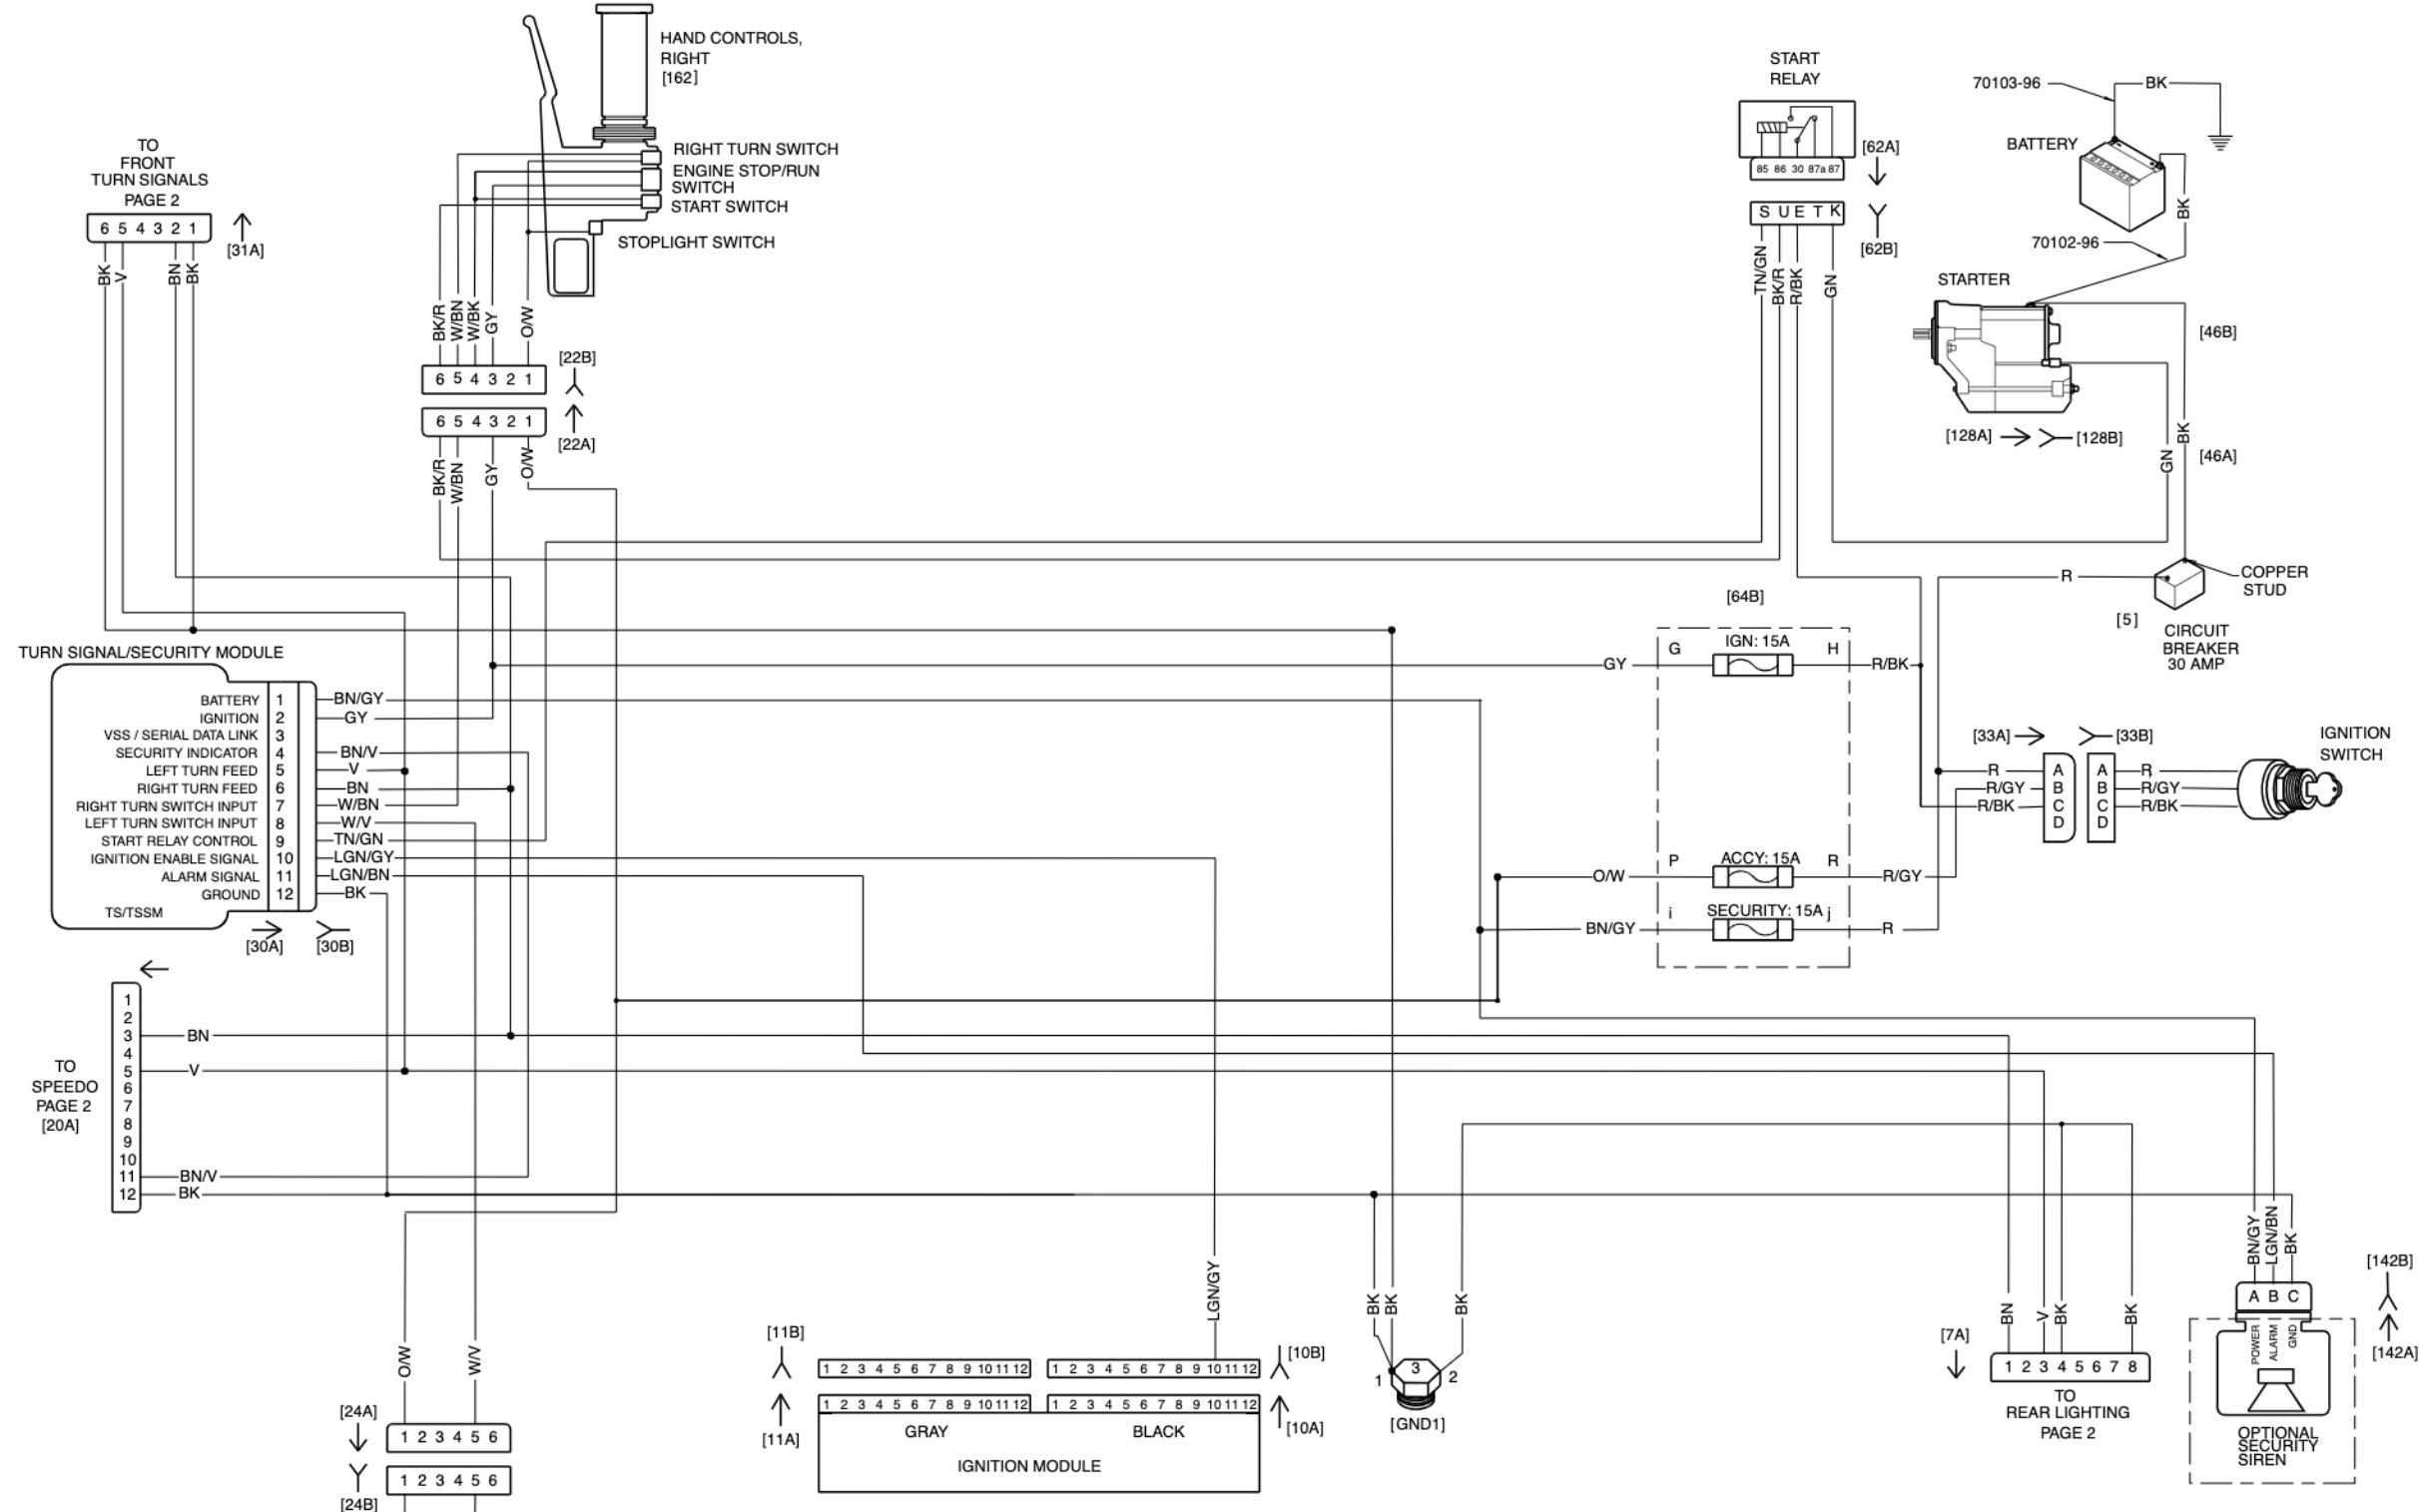 HAND CONTROLS,
RIGHT
[162]
RIGHT TURN SWITCH
ENGINE STOP/RUN
SWITCH
START SWITCH
STOPLIGHT SWITCH
TO
FRONT
TURN SIGNALS
PAGE 2
6 5 4 3 2 1
[31A]
BK
V
BN
BK
BK/R
W/BN
W/BK
GY
O/W
[22B]
6 5 4 3 2 1
6 5 4 3 2 1
[22A]
BK/R
W/BN
GY
O/W
START
RELAY
[62A]
85 86 30 87a 87
S U E T K
[62B]
TN/GN
BK/R
R/BK
GN
70103-96
BK
BATTERY
BK
70102-96
STARTER
[46B]
[128A]
[128B]
BK
GN
[46A]
R
COPPER
STUD
[5]
CIRCUIT
BREAKER
30 AMP
[64B]
GY
G
IGN: 15A
H
R/BK
O/W
P
ACCY: 15A
R
R/GY
BN/GY
i
SECURITY: 15A
j
R
[33A]
[33B]
IGNITION
SWITCH
R
A
A
R
R/GY
B
B
R/GY
R/BK
C
C
R/BK
D
D
TURN SIGNAL/SECURITY MODULE
BATTERY 1 BN/GY
IGNITION 2 GY
VSS / SERIAL DATA LINK 3
SECURITY INDICATOR 4 BN/V
LEFT TURN FEED 5 V
RIGHT TURN FEED 6 BN
RIGHT TURN SWITCH INPUT 7 W/BN
LEFT TURN SWITCH INPUT 8 W/V
START RELAY CONTROL 9 TN/GN
IGNITION ENABLE SIGNAL 10 LGN/GY
ALARM SIGNAL 11 LGN/BN
GROUND 12 BK
TS/TSSM
[30A]
[30B]
TO
SPEEDO
PAGE 2
[20A]
1
2
3 BN
4
5 V
6
7
8
9
10
11 BN/V
12 BK
O/W
W/V
[24A]
1 2 3 4 5 6
1 2 3 4 5 6
[24B]
LGN/GY
[11B]
1 2 3 4 5 6 7 8 9 10 11 12
1 2 3 4 5 6 7 8 9 10 11 12
[10B]
[11A]
1 2 3 4 5 6 7 8 9 10 11 12
1 2 3 4 5 6 7 8 9 10 11 12
[10A]
GRAY
BLACK
IGNITION MODULE
BK
BK
BK
1
3
2
[GND1]
BN
V
BK
BK
[7A]
1 2 3 4 5 6 7 8
TO
REAR LIGHTING
PAGE 2
BN/GY
LGN/BN
BK
[142B]
A B C
[142A]
POWER
ALARM
GND
OPTIONAL
SECURITY
SIREN